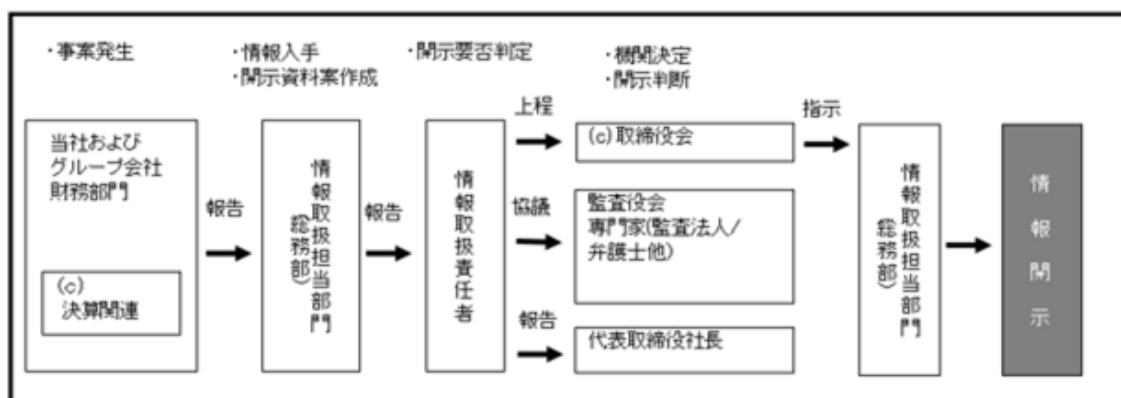 ・事案発生
・情報入手
・開示資料案作成
・開示要否判定
・機関決定
・開示判断
当社および
グループ会社
財務部門
(c)
決算関連
報告
情報取扱担当部門
(総務部)
報告
情報取扱責任者
上程
(c)取締役会
協議
監査役会
専門家(監査法人/
弁護士他)
報告
代表取締役社長
指示
情報取扱担当部門
(総務部)
情報開示